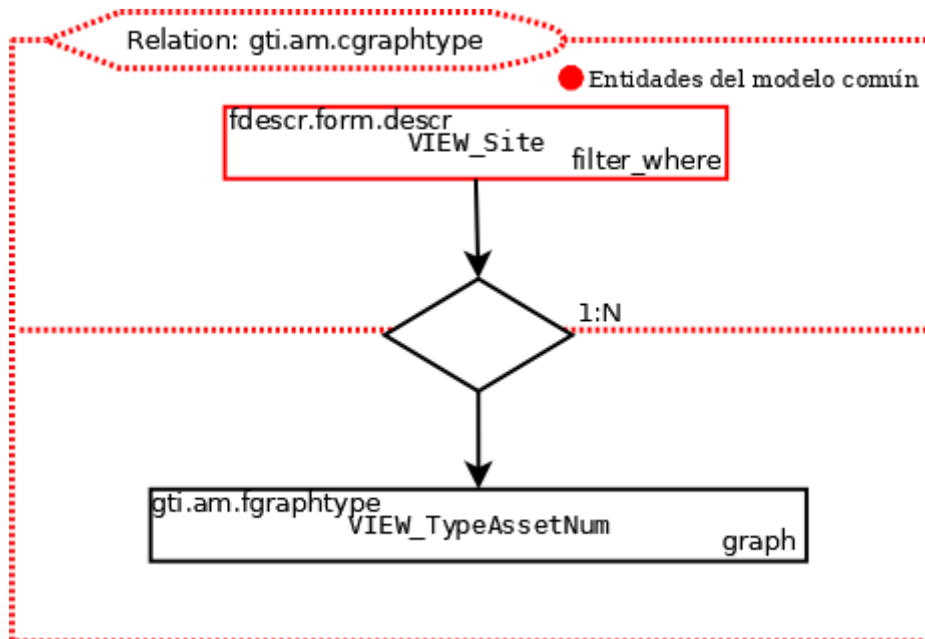 Relation: gti.am.cgraphtype
Entidades del modelo común
fdescr.form.descr
VIEW_Site
filter_where
1:N
gti.am.fgraphtype
VIEW_TypeAssetNum
graph